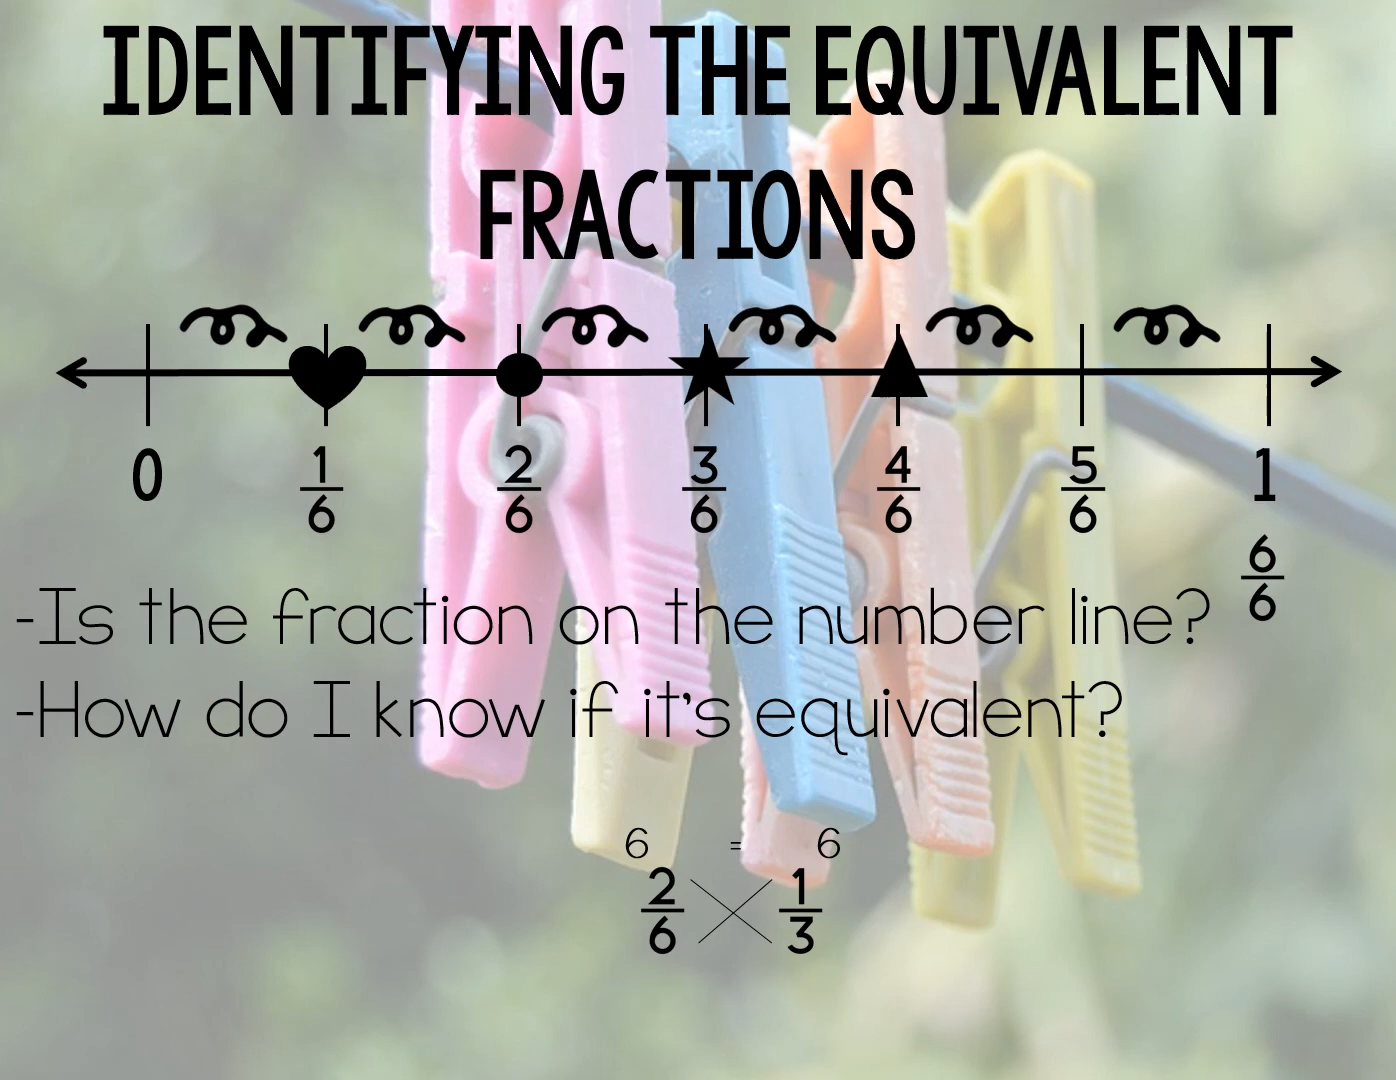 IDENTIFYING THE EQUIVALENT
FRACTIONS
0 1/6 2/6 3/6 4/6 5/6 1
6/6
-Is the fraction on the number line?
-How do I know if it's equivalent?
6 = 6
2/6 1/3